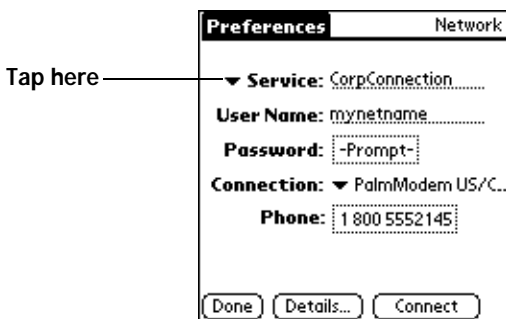 Preferences Network
Tap here
Service: CorpConnection
User Name: mynetname
Password: -Prompt-
Connection: PalmModem US/C..
Phone: 1 800 5552145
Done Details... Connect